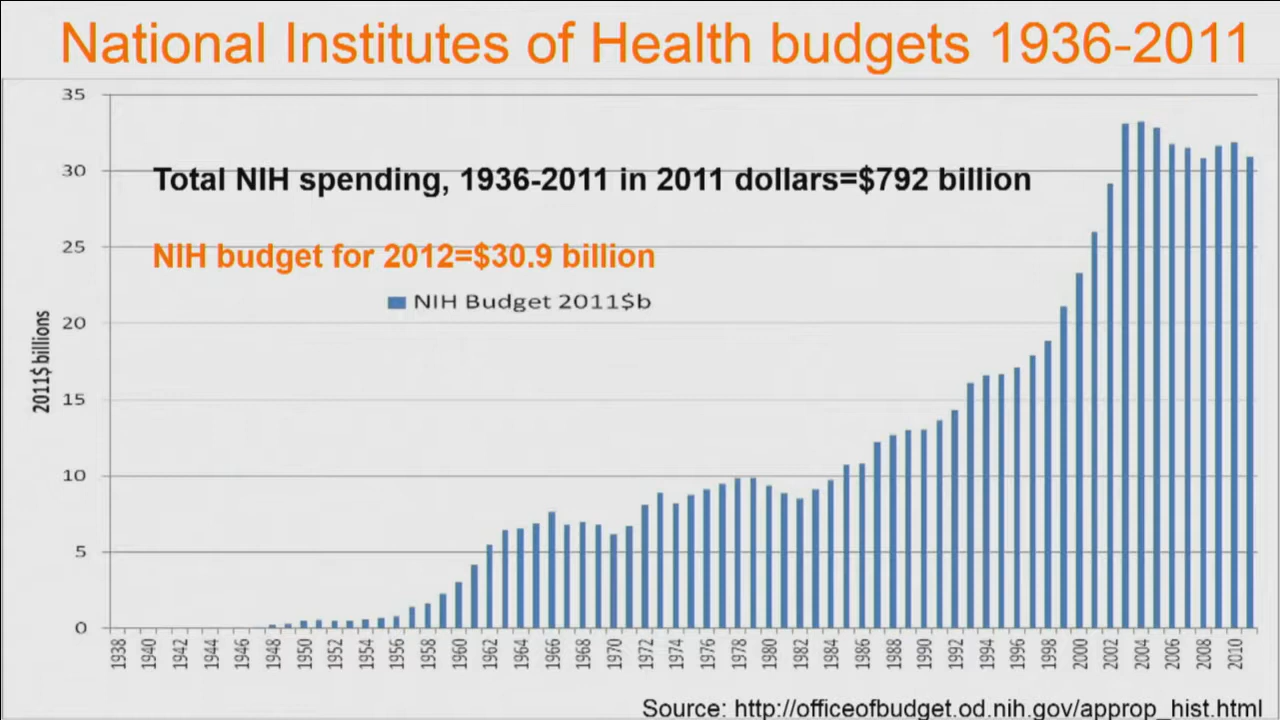 National Institutes of Health budgets 1936-2011
35
30
Total NIH spending, 1936-2011 in 2011 dollars=$792 billion
25
NIH budget for 2012=$30.9 billion
NIH Budget 2011$b
20
2011$ billions
15
10
5
0
1938 1940 1942 1944 1946 1948 1950 1952 1954 1956 1958 1960 1962 1964 1966 1968 1970 1972 1974 1976 1978 1980 1982 1984 1986 1988 1990 1992 1994 1996 1998 2000 2002 2004 2006 2008 2010
Source: http://officeofbudget.od.nih.gov/approp_hist.html